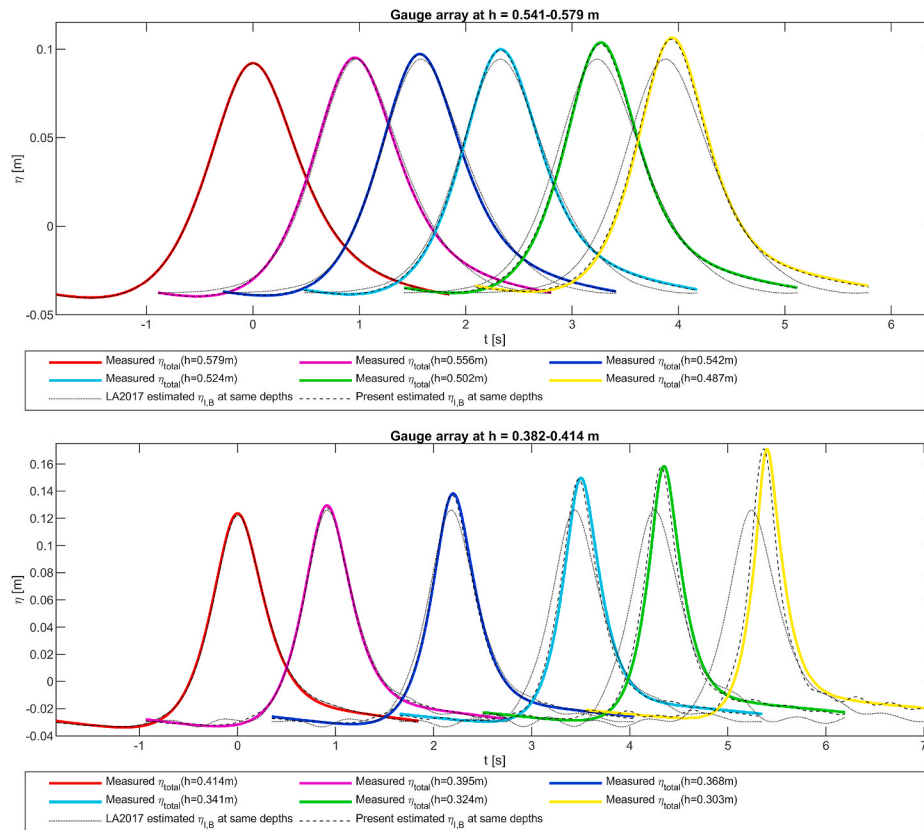 Gauge array at h = 0.541-0.579 m
0.1
0.05
0
-0.05
η [m]
-1 0 1 2 3 4 5 6
t [s]
Measured η_total(h=0.579m) Measured η_total(h=0.556m) Measured η_total(h=0.542m)
Measured η_total(h=0.524m) Measured η_total(h=0.502m) Measured η_total(h=0.487m)
LA2017 estimated η_I,B at same depths Present estimated η_I,B at same depths
Gauge array at h = 0.382-0.414 m
0.16
0.14
0.12
0.1
0.08
0.06
0.04
0.02
0
-0.02
-0.04
η [m]
-1 0 1 2 3 4 5 6 7
t [s]
Measured η_total(h=0.414m) Measured η_total(h=0.395m) Measured η_total(h=0.368m)
Measured η_total(h=0.341m) Measured η_total(h=0.324m) Measured η_total(h=0.303m)
LA2017 estimated η_I,B at same depths Present estimated η_I,B at same depths